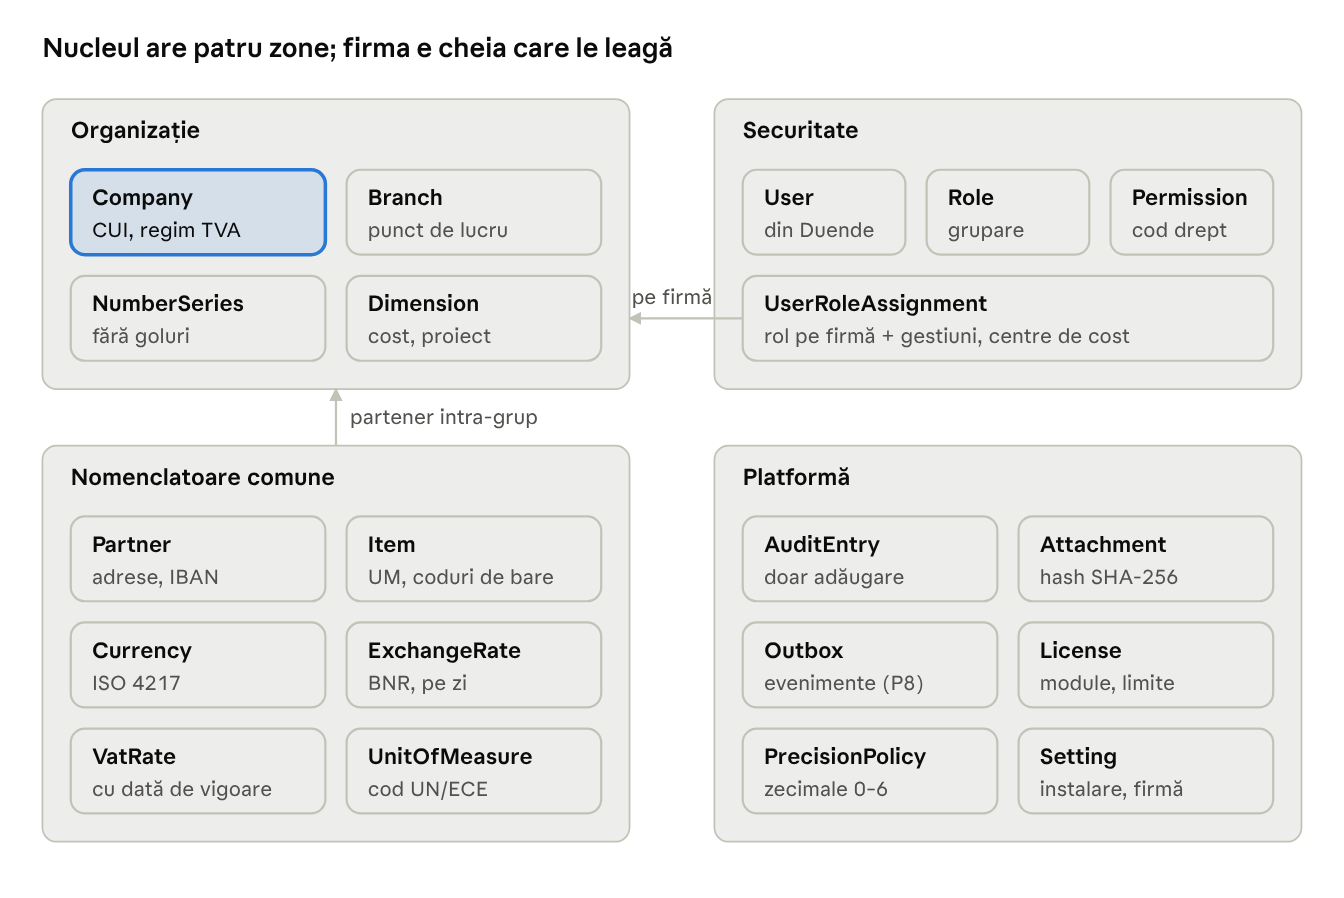 Nucleul are patru zone; firma e cheia care le leagă
Organizație
Company
CUI, regim TVA
Branch
punct de lucru
NumberSeries
fără goluri
Dimension
cost, proiect
pe firmă
Securitate
User
din Duende
Role
grupare
Permission
cod drept
UserRoleAssignment
rol pe firmă + gestiuni, centre de cost
partener intra-grup
Nomenclatoare comune
Partner
adrese, IBAN
Item
UM, coduri de bare
Currency
ISO 4217
ExchangeRate
BNR, pe zi
VatRate
cu dată de vigoare
UnitOfMeasure
cod UN/ECE
Platformă
AuditEntry
doar adăugare
Attachment
hash SHA-256
Outbox
evenimente (P8)
License
module, limite
PrecisionPolicy
zecimale 0-6
Setting
instalare, firmă